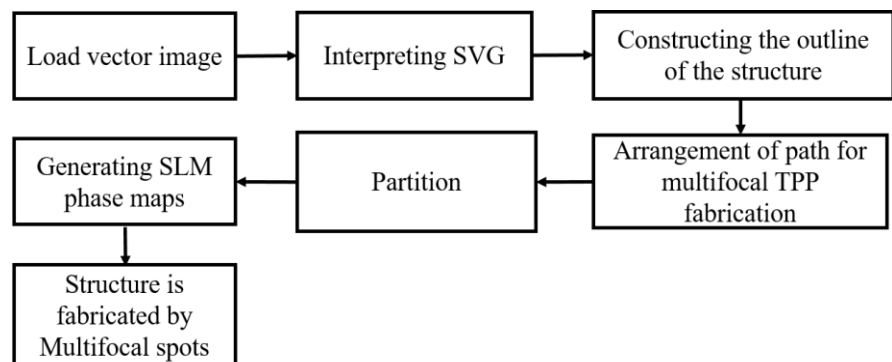 Load vector image
Interpreting SVG
Constructing the outline
of the structure
Arrangement of path for
multifocal TPP
fabrication
Partition
Generating SLM
phase maps
Structure is
fabricated by
Multifocal spots